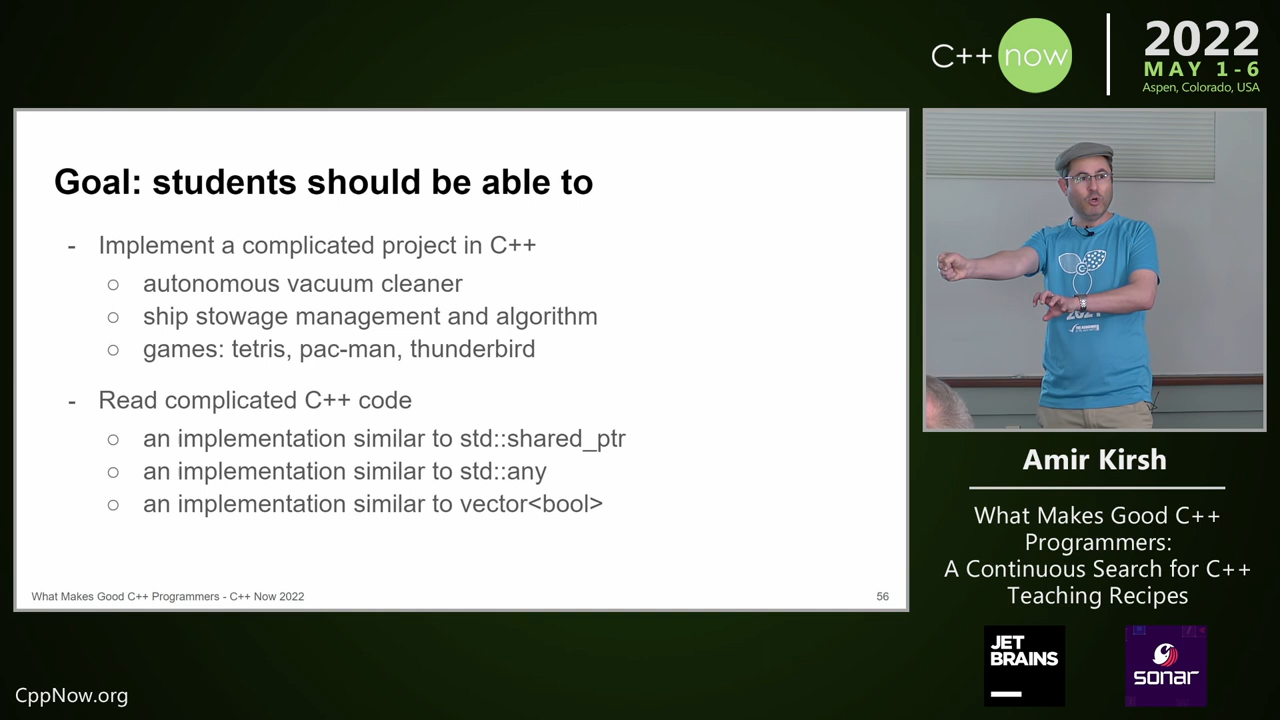 C++ now
2022
MAY 1-6
Aspen, Colorado, USA
Goal: students should be able to
- Implement a complicated project in C++
○ autonomous vacuum cleaner
○ ship stowage management and algorithm
○ games: tetris, pac-man, thunderbird
- Read complicated C++ code
○ an implementation similar to std::shared_ptr
○ an implementation similar to std::any
○ an implementation similar to vector<bool>
What Makes Good C++ Programmers - C++ Now 2022
56
Amir Kirsh
What Makes Good C++
Programmers:
A Continuous Search for C++
Teaching Recipes
JET
BRAINS
sonar
CppNow.org